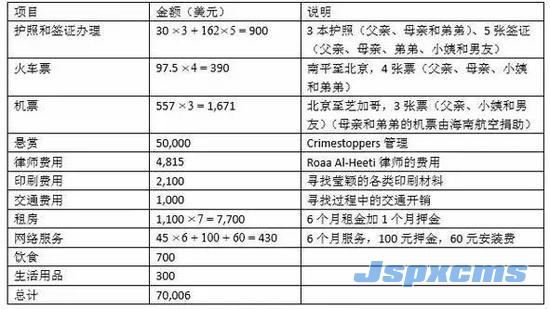 项目 金额（美元） 说明
护照和签证办理 30 ×3 + 162×5 = 900 3 本护照（父亲、母亲和弟弟）、5 张签证
（父亲、母亲、弟弟、小姨和男友）
火车票 97.5 ×4 = 390 南平至北京，4 张票（父亲、母亲、小姨
和弟弟）
机票 557 ×3 = 1,671 北京至芝加哥，3 张票（父亲、小姨和男
友）（母亲和弟弟的机票由海南航空捐助）
悬赏 50,000 Crimestoppers 管理
律师费用 4,815 Roaa Al-Heeti 律师的费用
印刷费用 2,100 寻找莹颖的各类印刷材料
交通费用 1,000 寻找过程中的交通开销
租房 1,100 ×7 = 7,700 6 个月租金加 1 个月押金
网络服务 45 ×6 + 100 + 60 = 430 6 个月服务，100 元押金，60 元安装费
饮食 700
生活用品 300
总计 70,006
Jspxcms